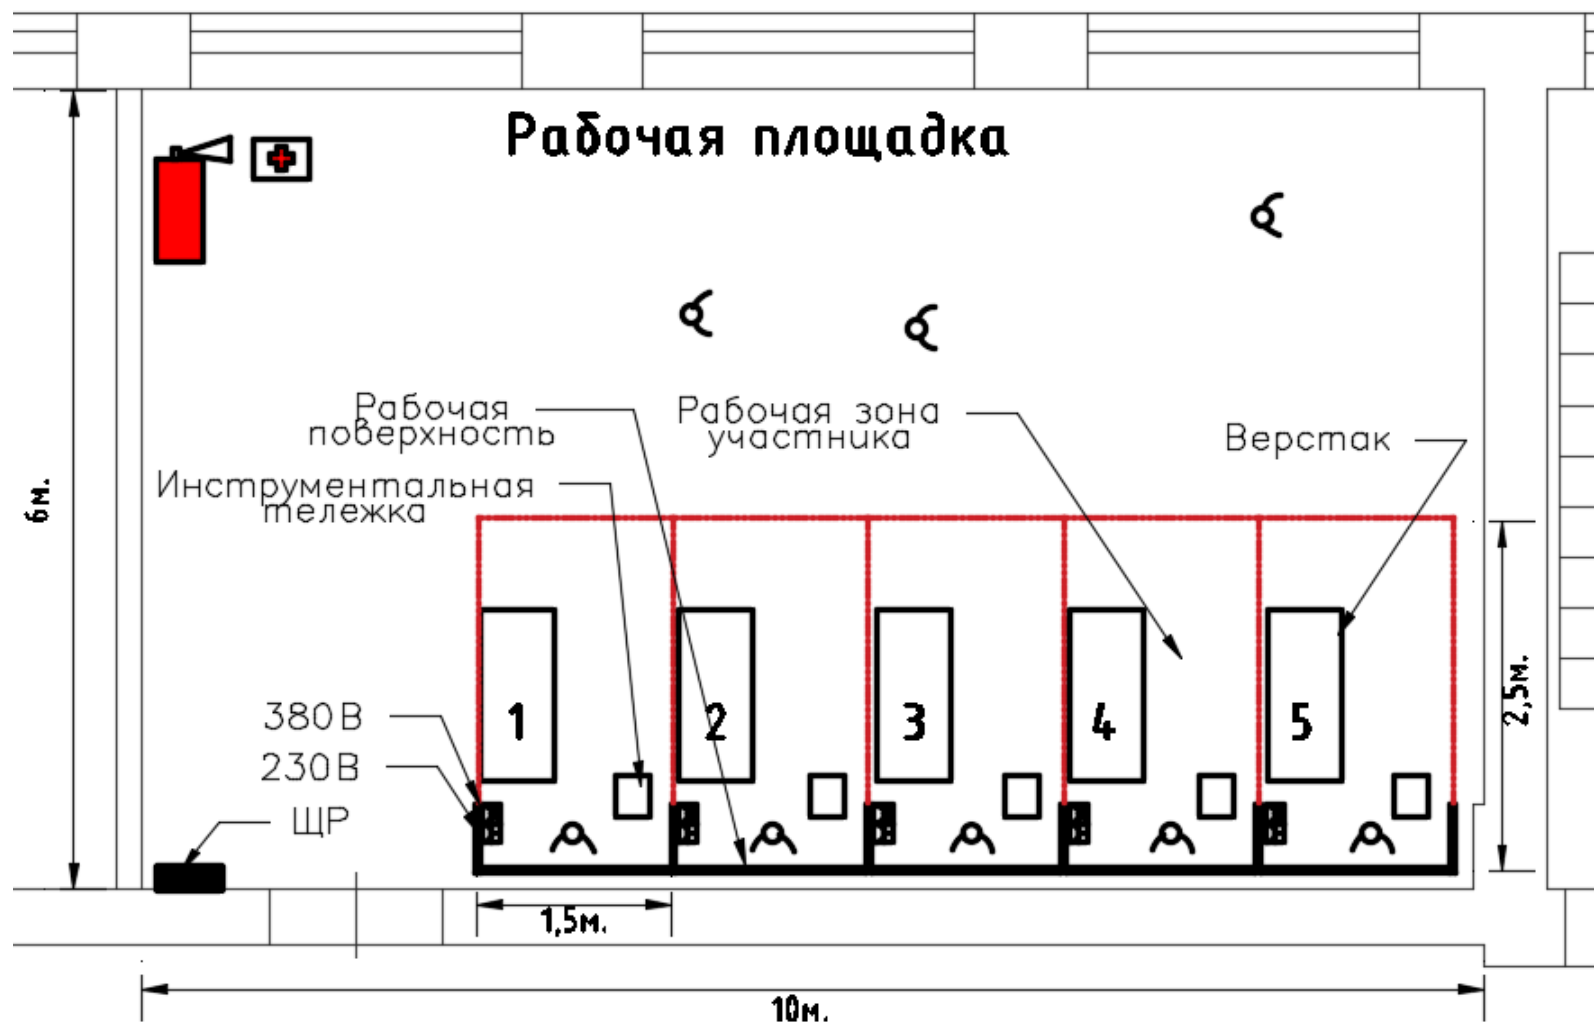 Рабочая площадка
Рабочая
поверхность
Рабочая зона
участника
Верстак
Инструментальная
тележка
6м.
380В
230В
ЩР
1
2
3
4
5
2,5м.
1,5м.
10м.